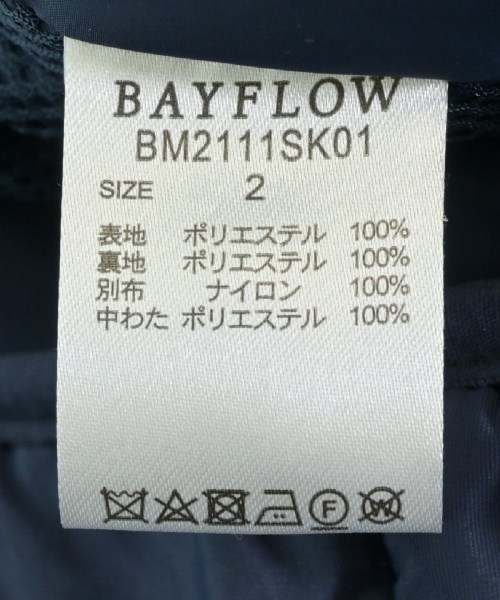 BAYFLOW
BM2111SK01
SIZE 2
表地 ポリエステル 100%
裏地 ポリエステル 100%
別布 ナイロン 100%
中わた ポリエステル 100%
F W